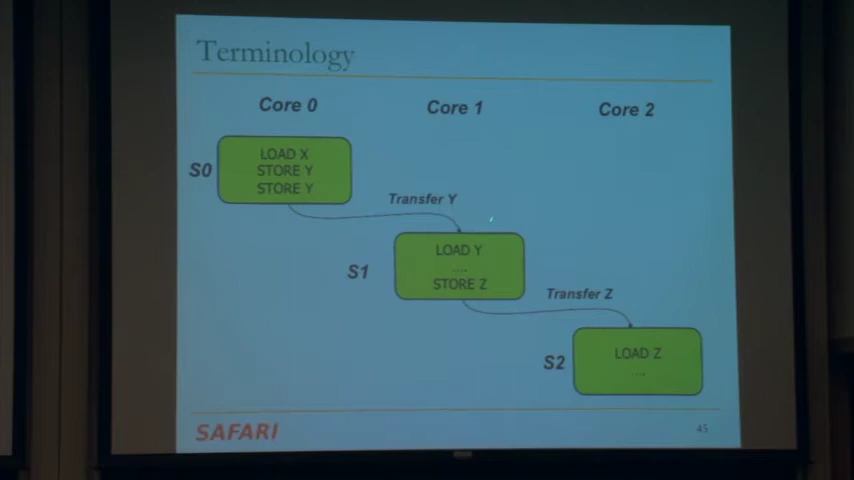 Terminology
Core 0
Core 1
Core 2
S0
LOAD X
STORE Y
STORE Y
Transfer Y
S1
LOAD Y
....
STORE Z
Transfer Z
S2
LOAD Z
....
SAFARI
45